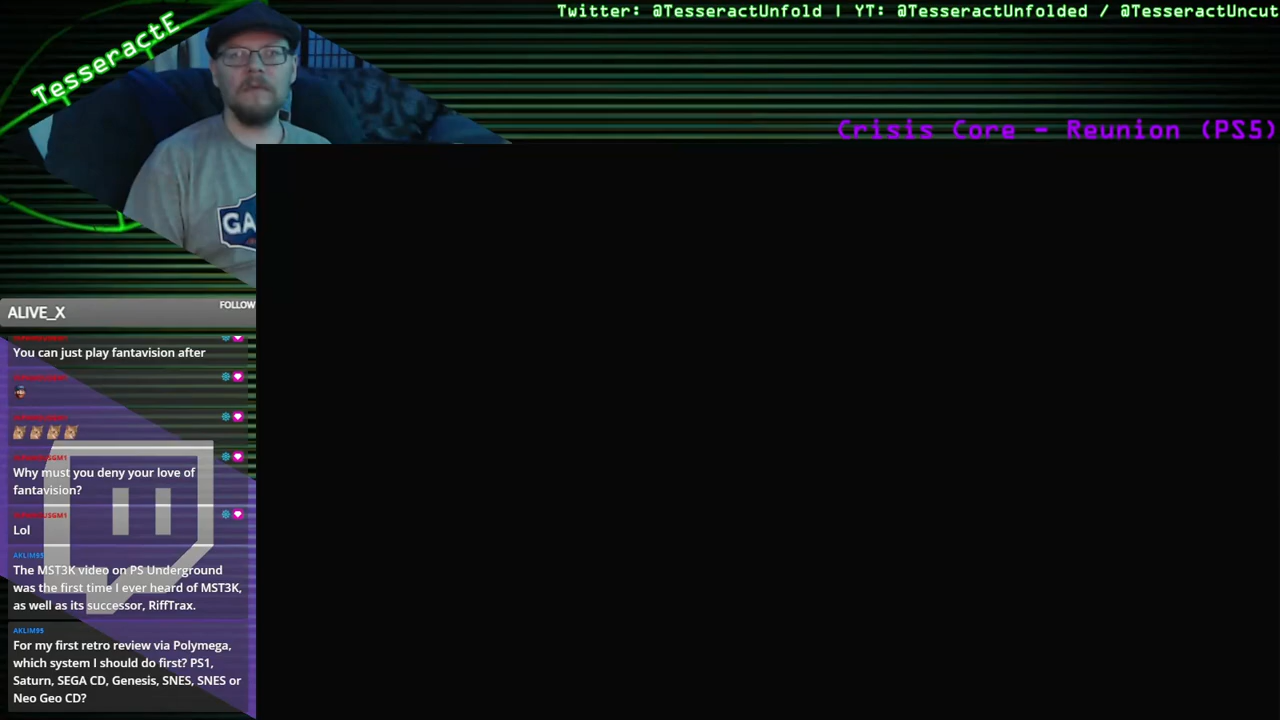 Twitter: @TesseractUnfold | YT: @TesseractUnfolded / @TesseractUncut
TesseractE
Crisis Core - Reunion (PS5)
GA
ALIVE_X
FOLLOW
You can just play fantavision after
Why must you deny your love of
fantavision?
Lol
AKLIM95
The MST3K video on PS Underground
was the first time I ever heard of MST3K,
as well as its successor, RiffTrax.
AKLIM95
For my first retro review via Polymega,
which system I should do first? PS1,
Saturn, SEGA CD, Genesis, SNES, SNES or
Neo Geo CD?